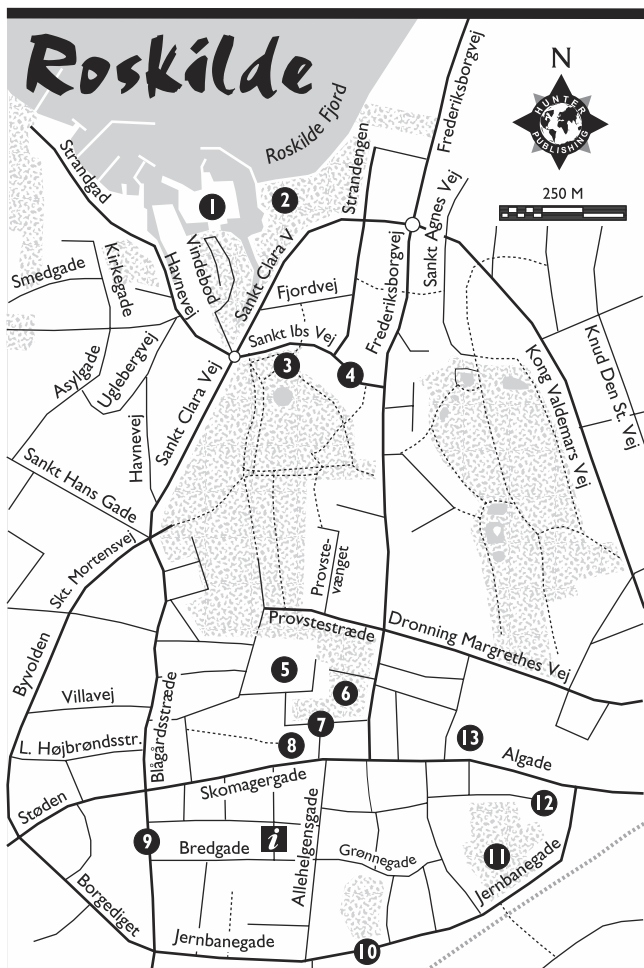 Roskilde
N
HUNTER
PUBLISHING
250 M
Roskilde Fjord
Frederiksborgvej
Strandengen
Strandgad
Sankt Agnes Vej
1
2
Vindebod
Sankt Clara V
Havnevej
Kirkegade
Smedgade
Fjordvej
Frederiksborgvej
Sankt Ibs Vej
3
4
Uglebergvej
Asylgade
Havnevej
Sankt Clara Vej
Kong Valdemars Vej
Knud Den St. Vej
Sankt Hans Gade
Skt. Mortensvej
Provste-
vænget
Provstestræde
Dronning Margrethes Vej
Byvolden
5
6
7
8
Villavej
Blågårdsstræde
L. Højbrøndsstr.
13
Algade
Skomagergade
Støden
12
9
Bredgade
i
Allehelgensgade
Grønnegade
11
Jernbanegade
Borgediget
Jernbanegade
10